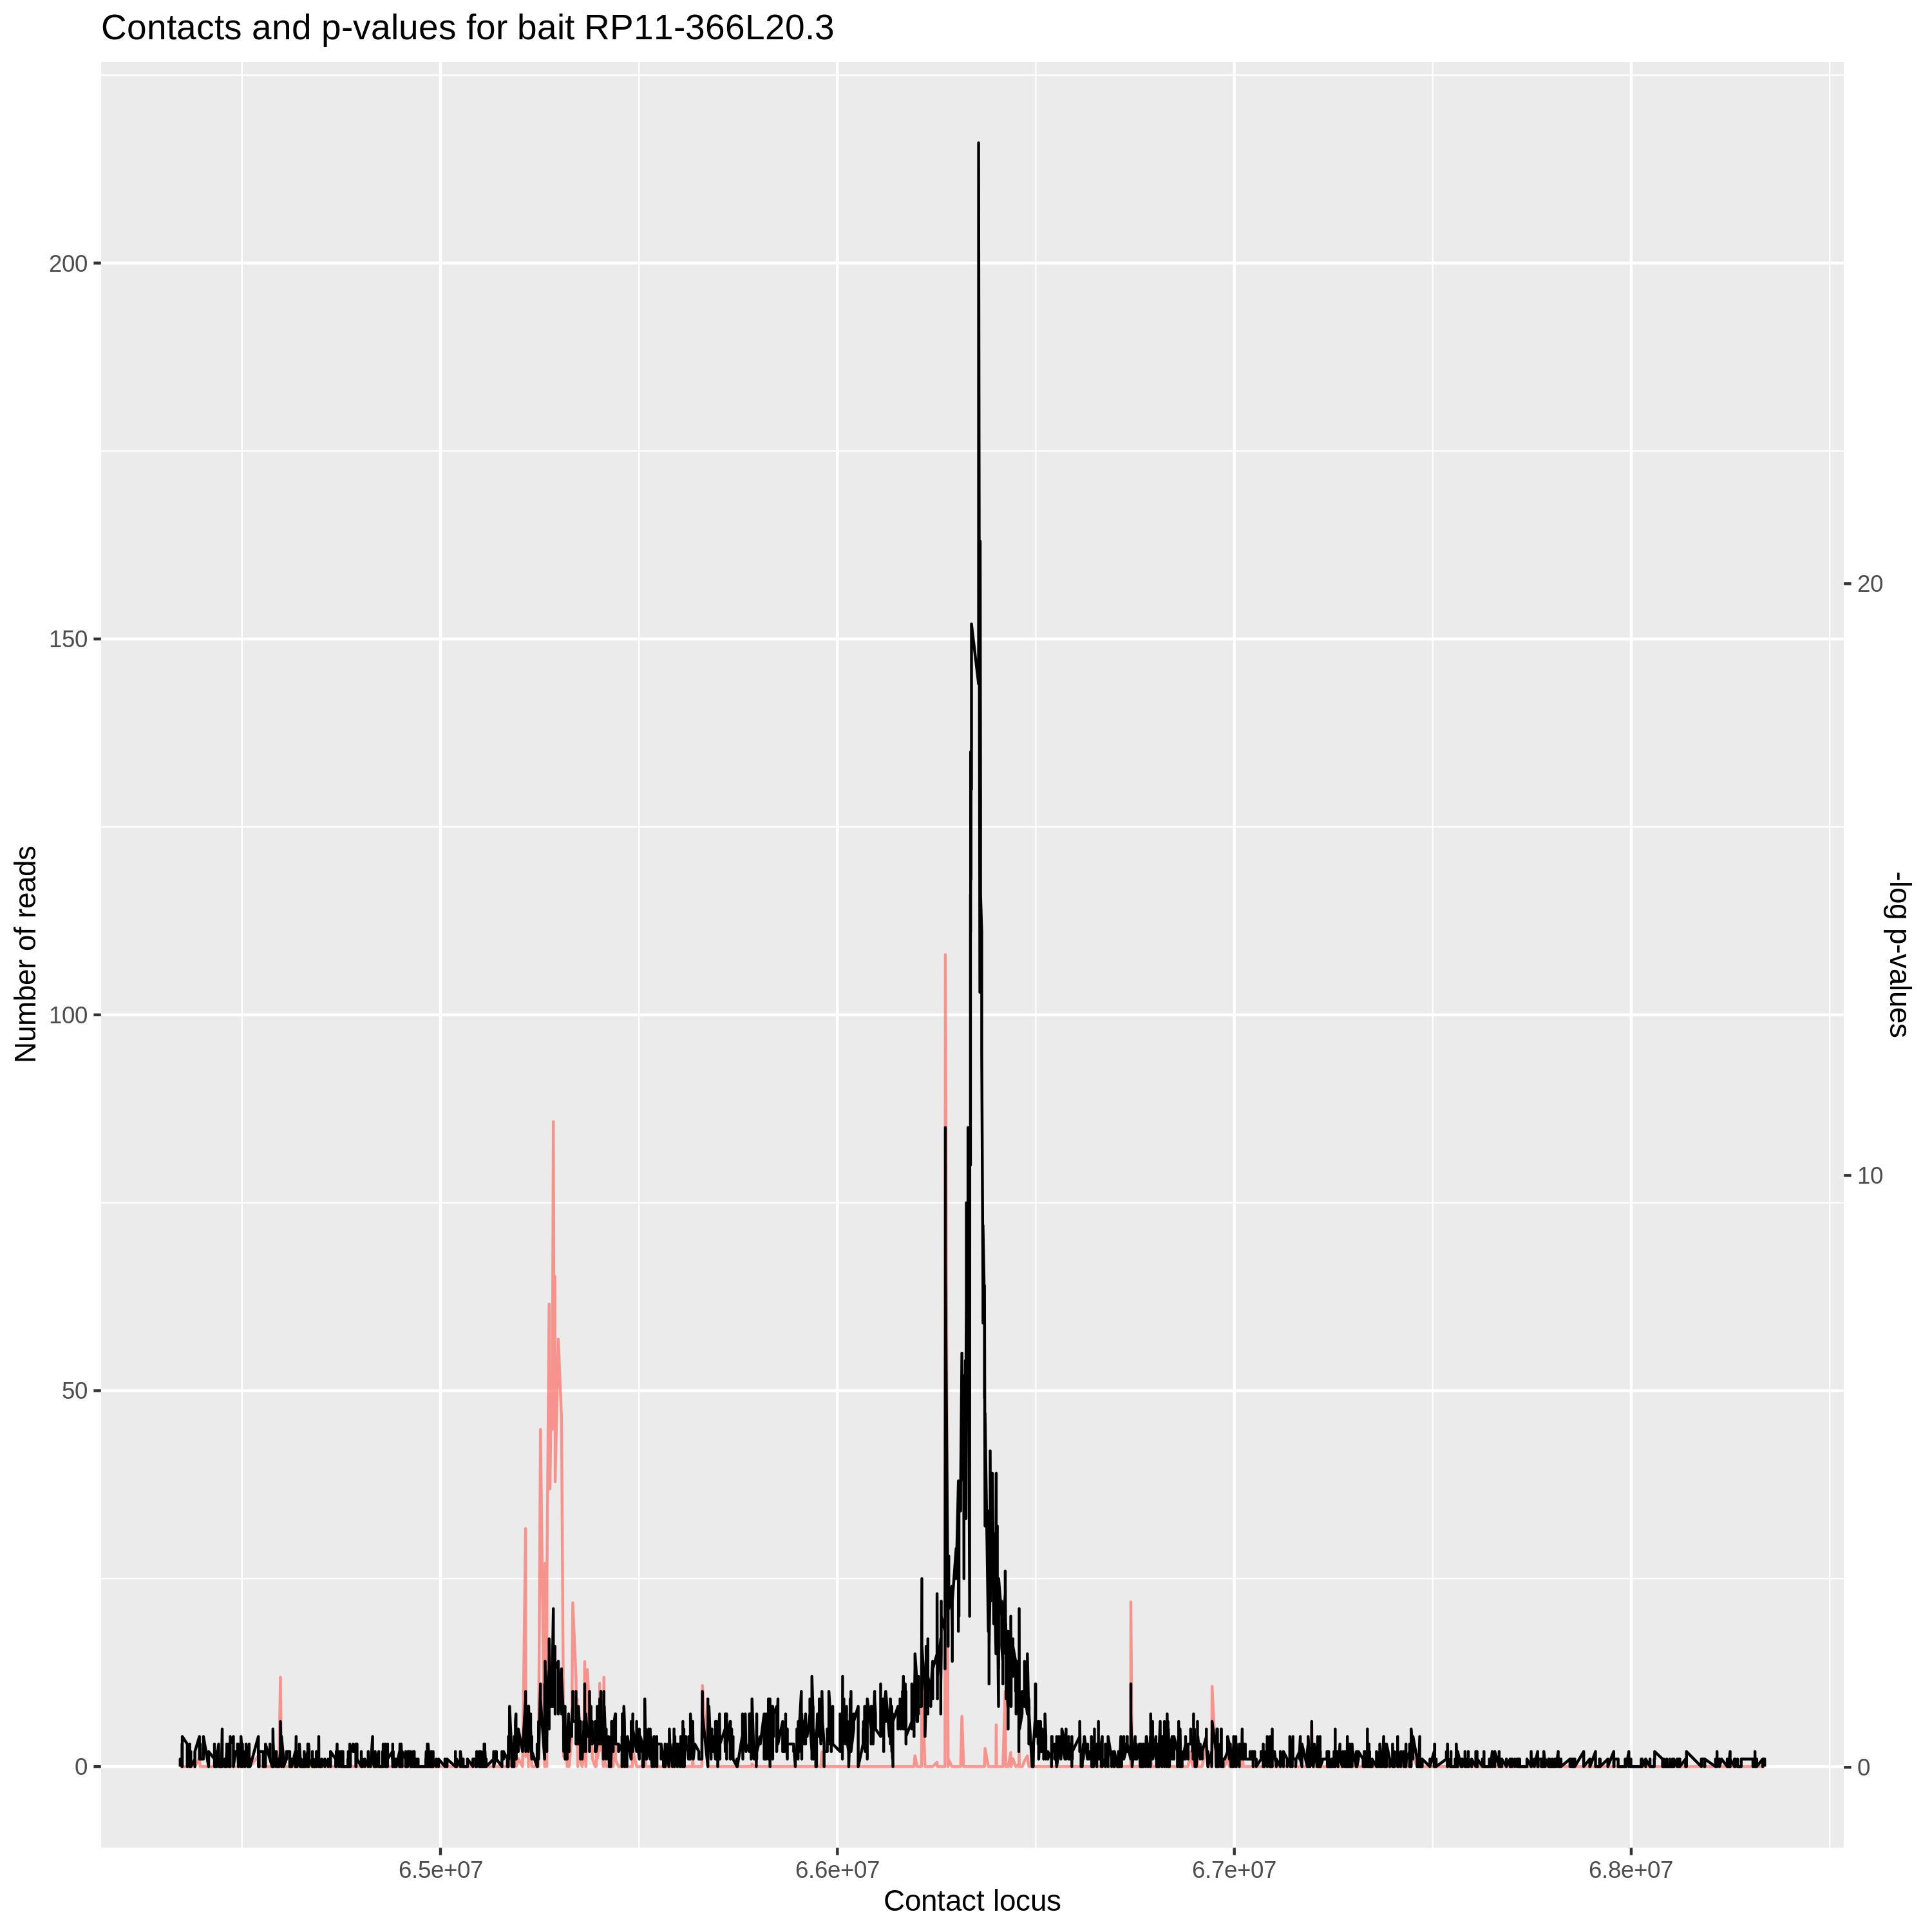 Contacts and p-values for bait RP11-366L20.3
Number of reads
200
150
100
50
0
20
10
0
-log p-values
6.5e+07
6.6e+07
6.7e+07
6.8e+07
Contact locus